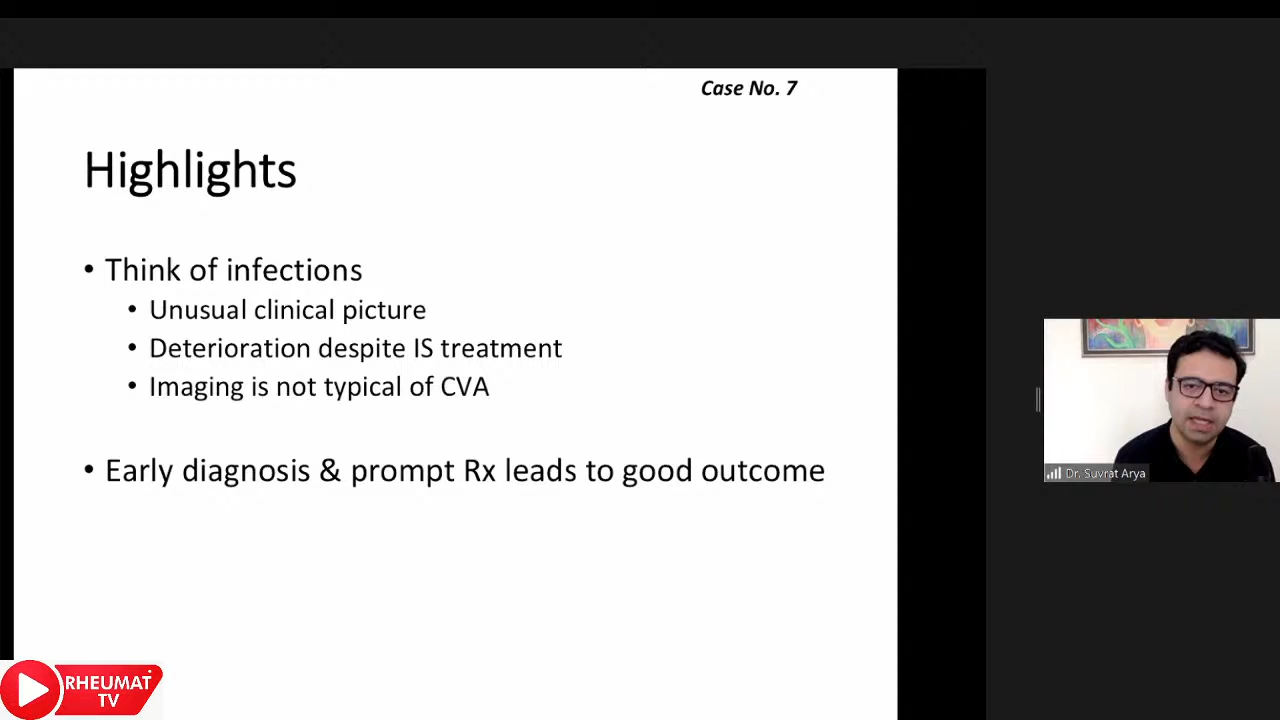 Case No. 7
Highlights
• Think of infections
• Unusual clinical picture
• Deterioration despite IS treatment
• Imaging is not typical of CVA
• Early diagnosis & prompt Rx leads to good outcome
Dr. Suvrat Arya
RHEUMAT
TV